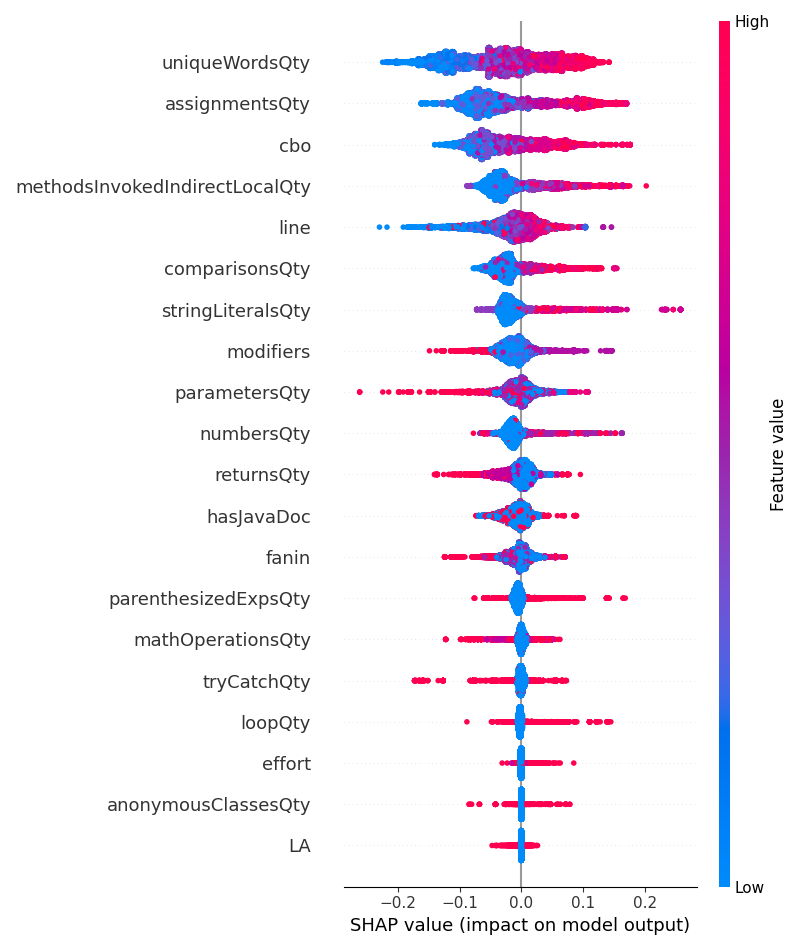 High
uniqueWordsQty
assignmentsQty
cbo
methodsInvokedIndirectLocalQty
line
comparisonsQty
stringLiteralsQty
modifiers
parametersQty
numbersQty
returnsQty
hasJavaDoc
fanin
parenthesizedExpsQty
mathOperationsQty
tryCatchQty
loopQty
effort
anonymousClassesQty
LA
Feature value
Low
−0.2 −0.1 0.0 0.1 0.2
SHAP value (impact on model output)